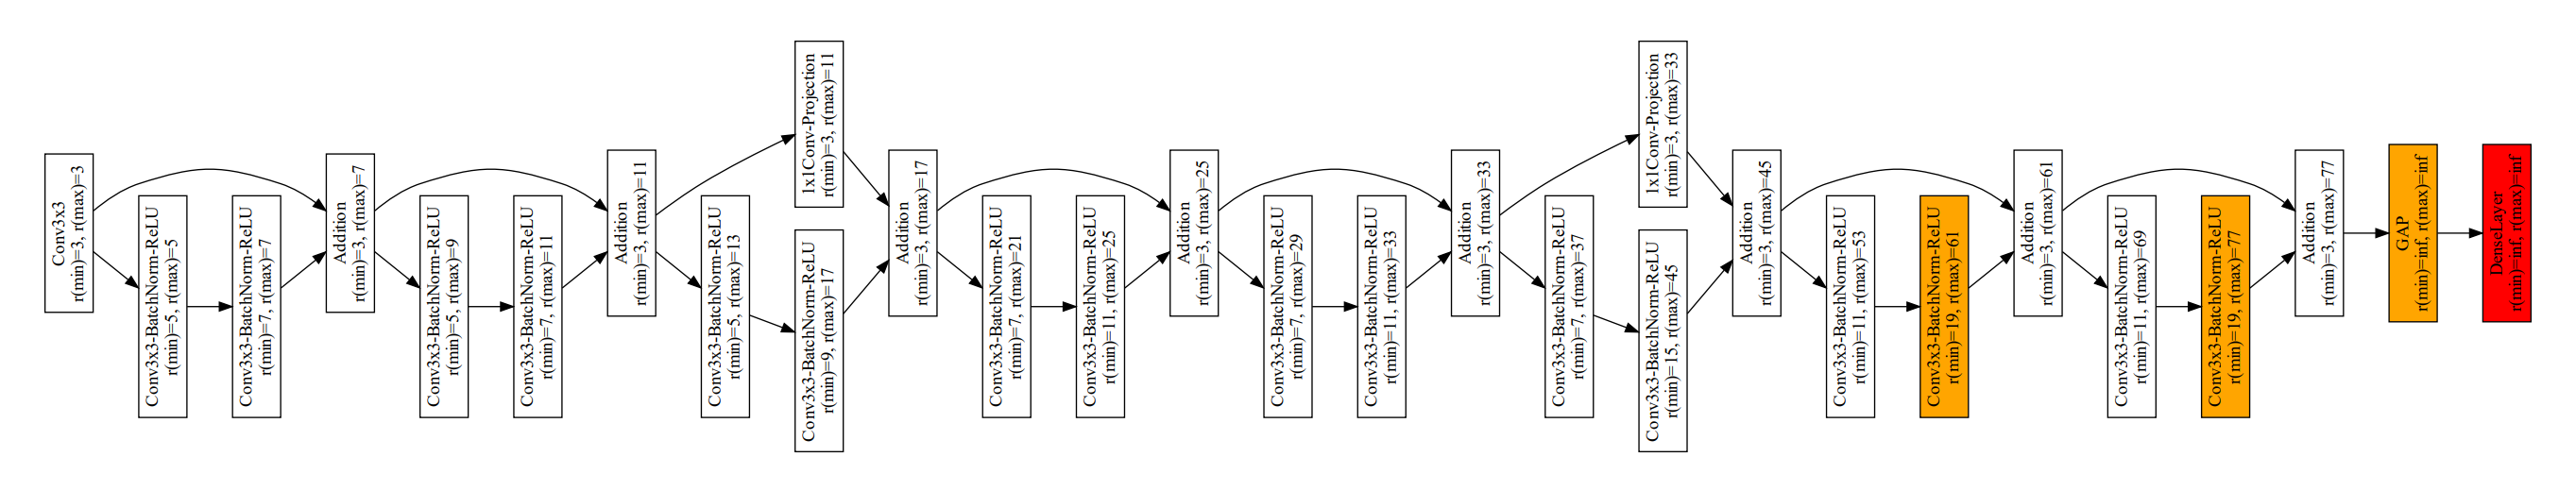 Conv3x3
r(min)=3, r(max)=3
Conv3x3-BatchNorm-ReLU
r(min)=5, r(max)=5
Conv3x3-BatchNorm-ReLU
r(min)=7, r(max)=7
Addition
r(min)=3, r(max)=7
Conv3x3-BatchNorm-ReLU
r(min)=5, r(max)=9
Conv3x3-BatchNorm-ReLU
r(min)=7, r(max)=11
Addition
r(min)=3, r(max)=11
Conv3x3-BatchNorm-ReLU
r(min)=5, r(max)=13
1x1Conv-Projection
r(min)=3, r(max)=11
Conv3x3-BatchNorm-ReLU
r(min)=9, r(max)=17
Addition
r(min)=3, r(max)=17
Conv3x3-BatchNorm-ReLU
r(min)=7, r(max)=21
Conv3x3-BatchNorm-ReLU
r(min)=11, r(max)=25
Addition
r(min)=3, r(max)=25
Conv3x3-BatchNorm-ReLU
r(min)=7, r(max)=29
Conv3x3-BatchNorm-ReLU
r(min)=11, r(max)=33
Addition
r(min)=3, r(max)=33
Conv3x3-BatchNorm-ReLU
r(min)=7, r(max)=37
1x1Conv-Projection
r(min)=3, r(max)=33
Conv3x3-BatchNorm-ReLU
r(min)=15, r(max)=45
Addition
r(min)=3, r(max)=45
Conv3x3-BatchNorm-ReLU
r(min)=11, r(max)=53
Conv3x3-BatchNorm-ReLU
r(min)=19, r(max)=61
Addition
r(min)=3, r(max)=61
Conv3x3-BatchNorm-ReLU
r(min)=11, r(max)=69
Conv3x3-BatchNorm-ReLU
r(min)=19, r(max)=77
Addition
r(min)=3, r(max)=77
GAP
r(min)=inf, r(max)=inf
DenseLayer
r(min)=inf, r(max)=inf